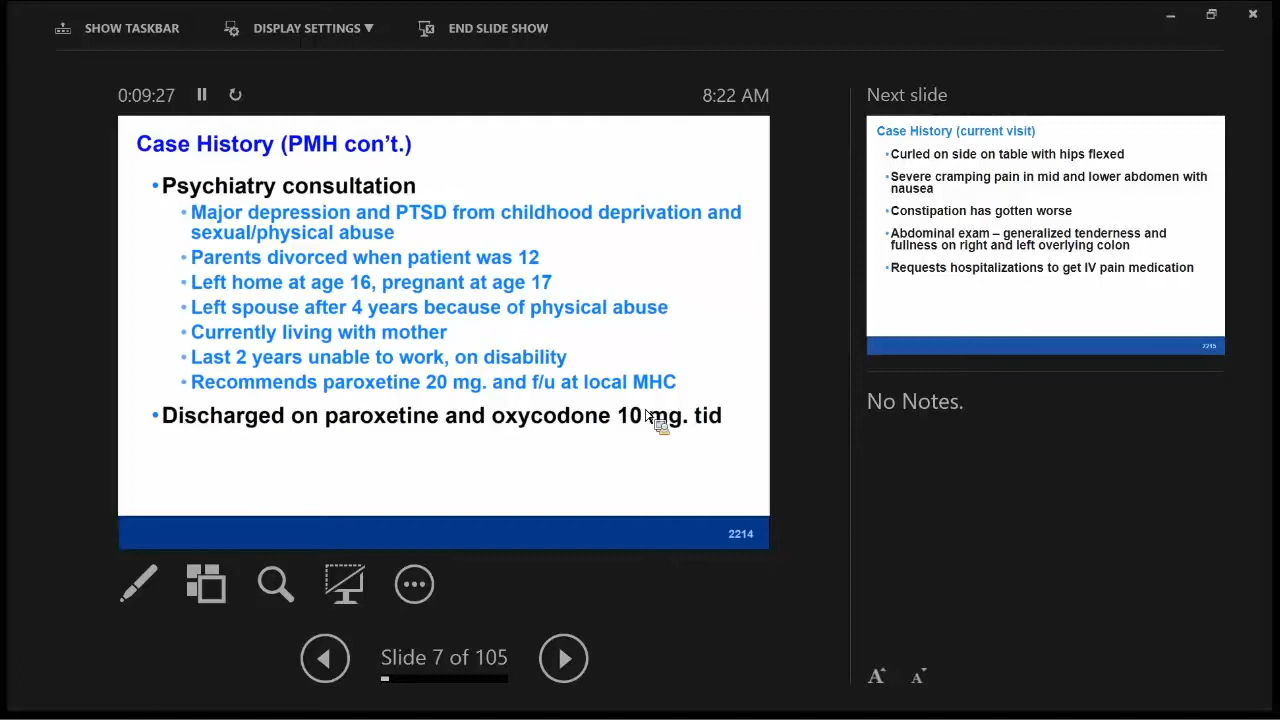 SHOW TASKBAR
DISPLAY SETTINGS ▼
END SLIDE SHOW
0:09:27
8:22 AM
Case History (PMH con’t.)
•Psychiatry consultation
•Major depression and PTSD from childhood deprivation and
sexual/physical abuse
•Parents divorced when patient was 12
•Left home at age 16, pregnant at age 17
•Left spouse after 4 years because of physical abuse
•Currently living with mother
•Last 2 years unable to work, on disability
•Recommends paroxetine 20 mg. and f/u at local MHC
•Discharged on paroxetine and oxycodone 10 mg. tid
2214
Slide 7 of 105
Next slide
Case History (current visit)
•Curled on side on table with hips flexed
•Severe cramping pain in mid and lower abdomen with
nausea
•Constipation has gotten worse
•Abdominal exam – generalized tenderness and
fullness on right and left overlying colon
•Requests hospitalizations to get IV pain medication
2215
No Notes.
A A